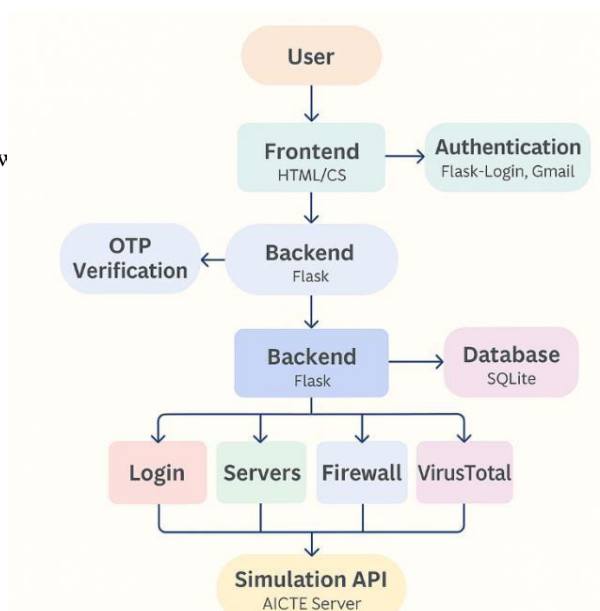 User
Frontend
HTML/CS
Authentication
Flask-Login, Gmail
OTP
Verification
Backend
Flask
Backend
Flask
Database
SQLite
Login
Servers
Firewall
VirusTotal
Simulation API
AICTE Server